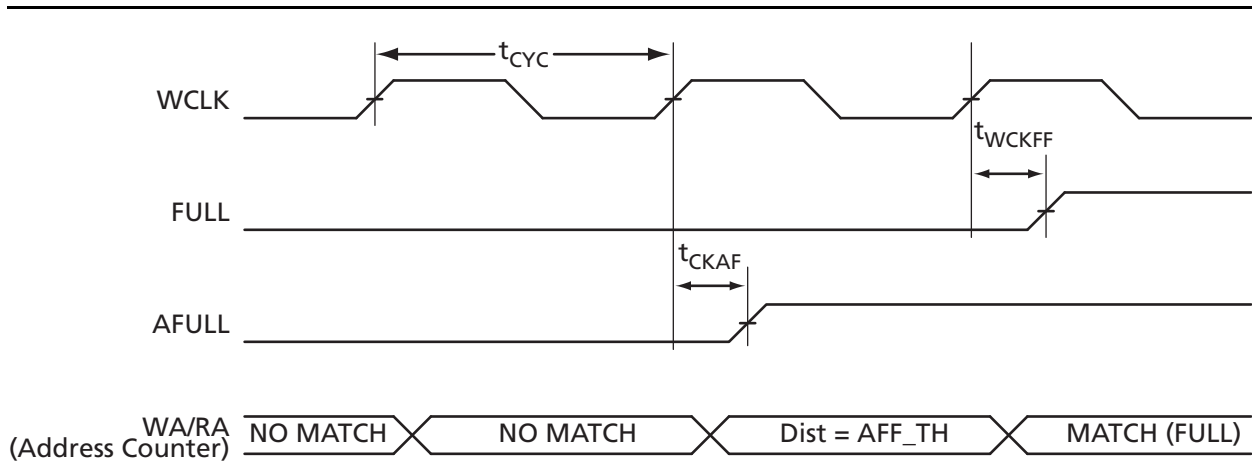 tCYC
WCLK
tWCKFF
FULL
tCKAF
AFULL
WA/RA
(Address Counter)
NO MATCH
NO MATCH
Dist = AFF_TH
MATCH (FULL)